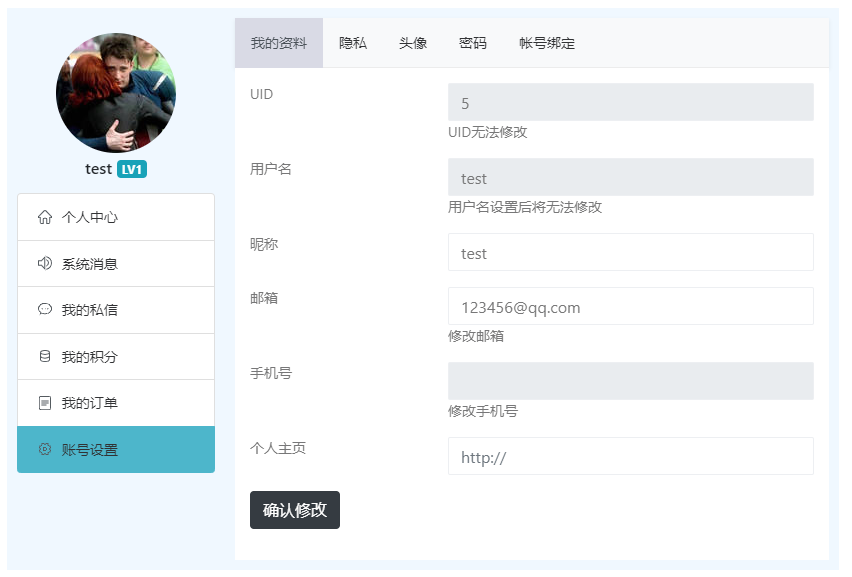 test LV1
个人中心
系统消息
我的私信
我的积分
我的订单
账号设置
我的资料 隐私 头像 密码 帐号绑定
UID 5
UID无法修改
用户名 test
用户名设置后将无法修改
昵称 test
邮箱 123456@qq.com
修改邮箱
手机号
修改手机号
个人主页 http://
确认修改